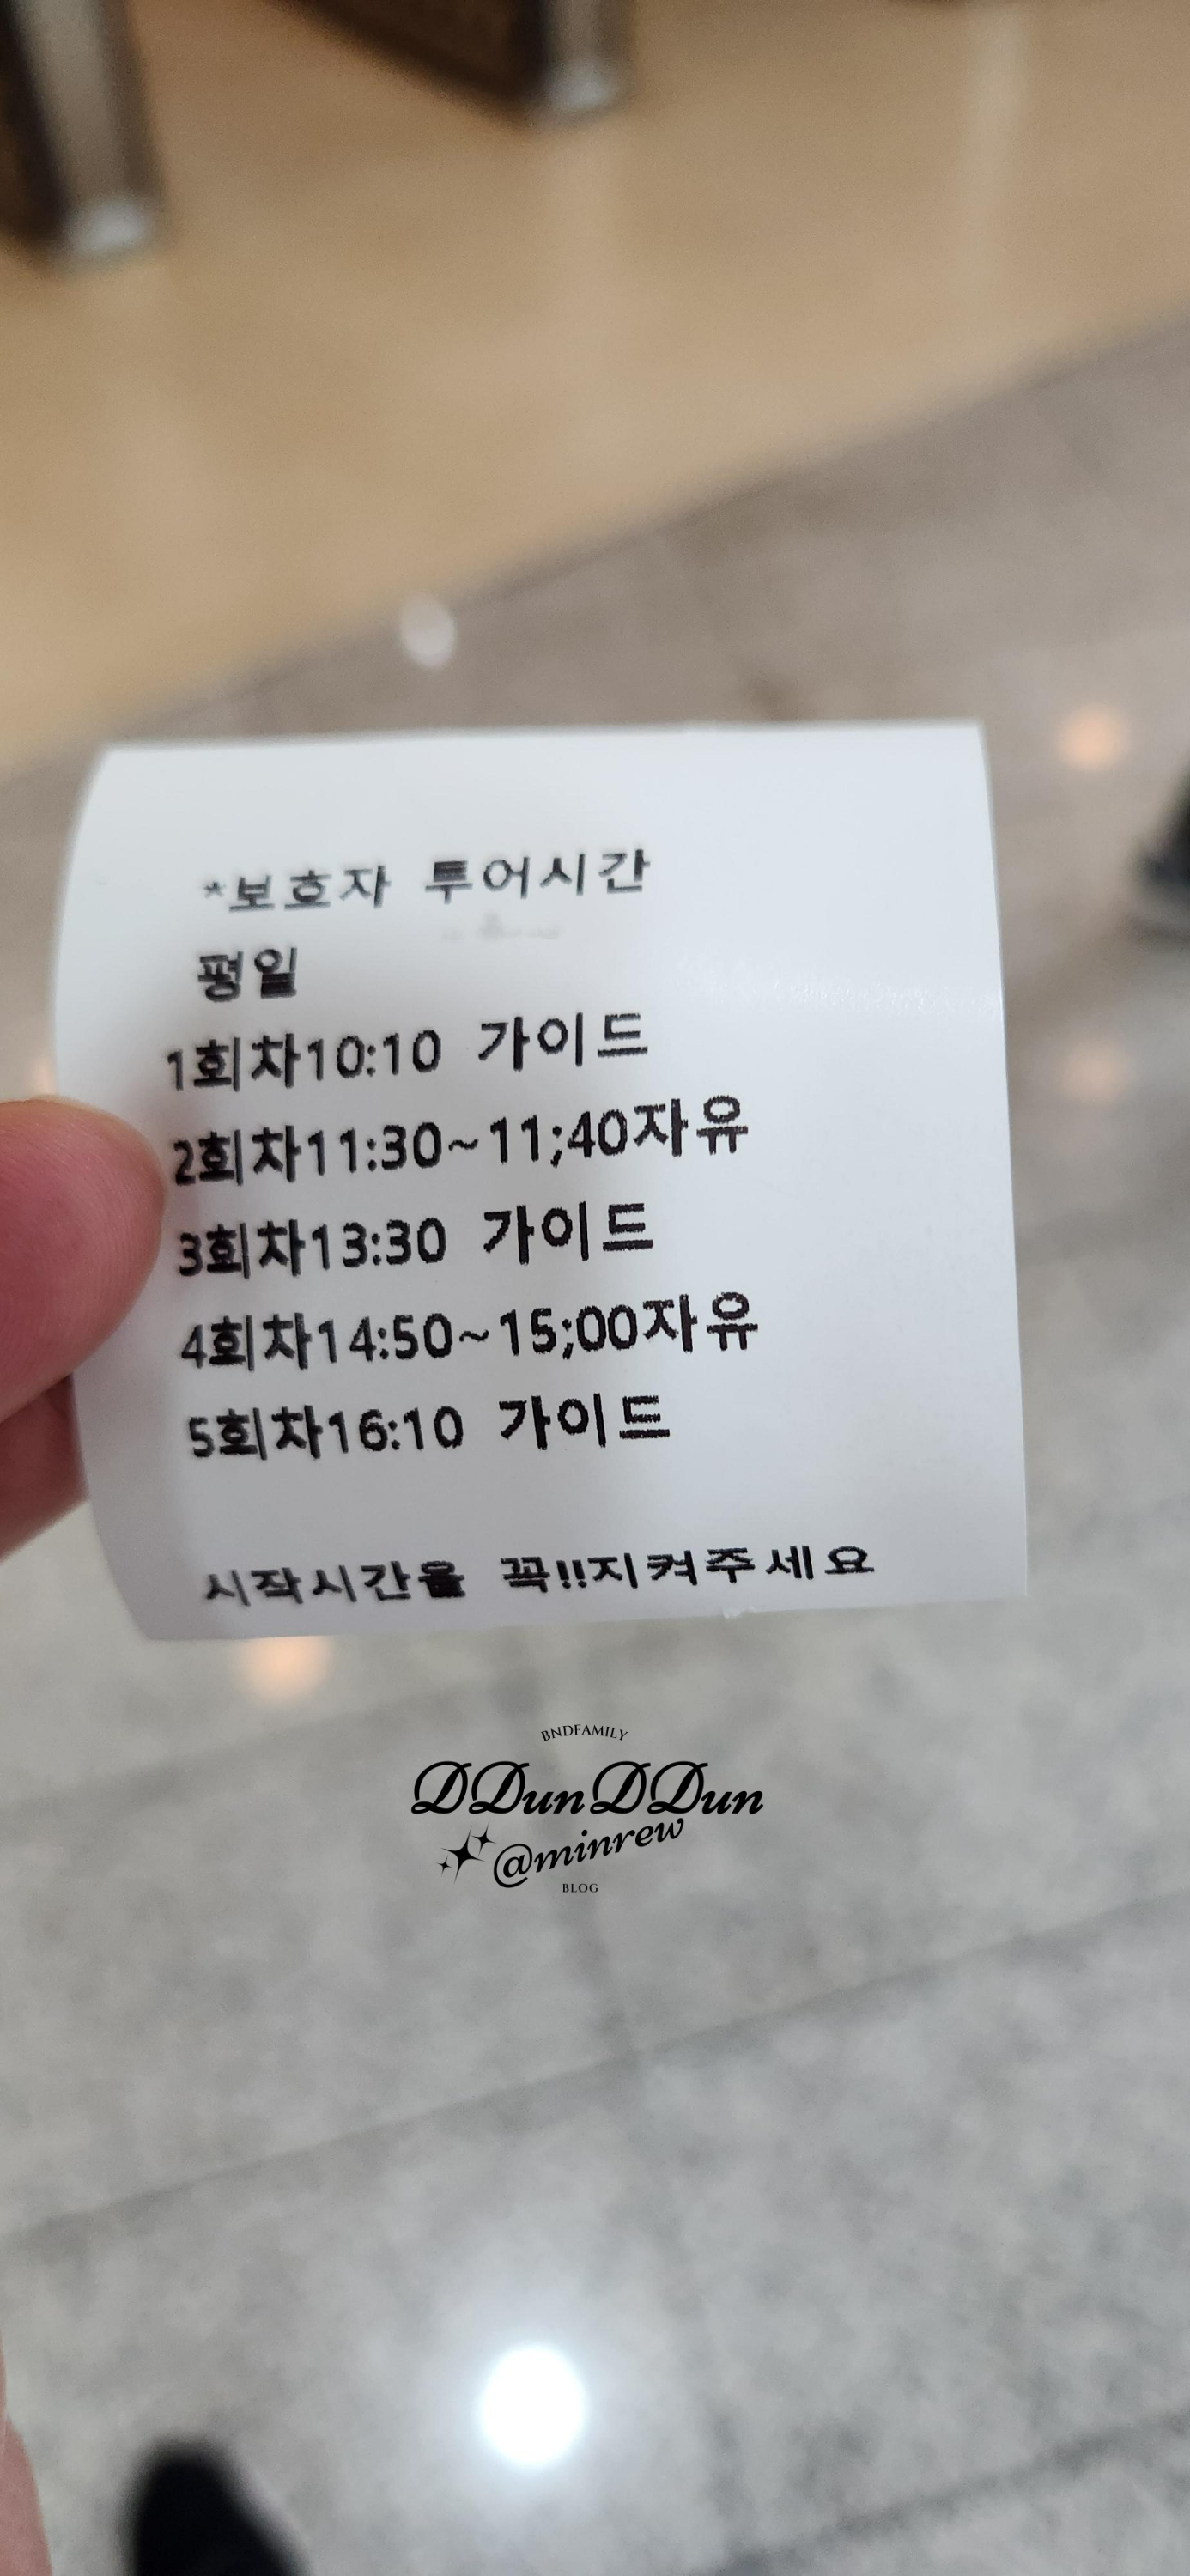 *보호자 투어시간
평일
1회차10:10 가이드
2회차11:30~11;40자유
3회차13:30 가이드
4회차14:50~15;00자유
5회차16:10 가이드
시작시간을 꼭!!지켜주세요
BNDFAMILY
DDunDDun
@minrew
BLOG